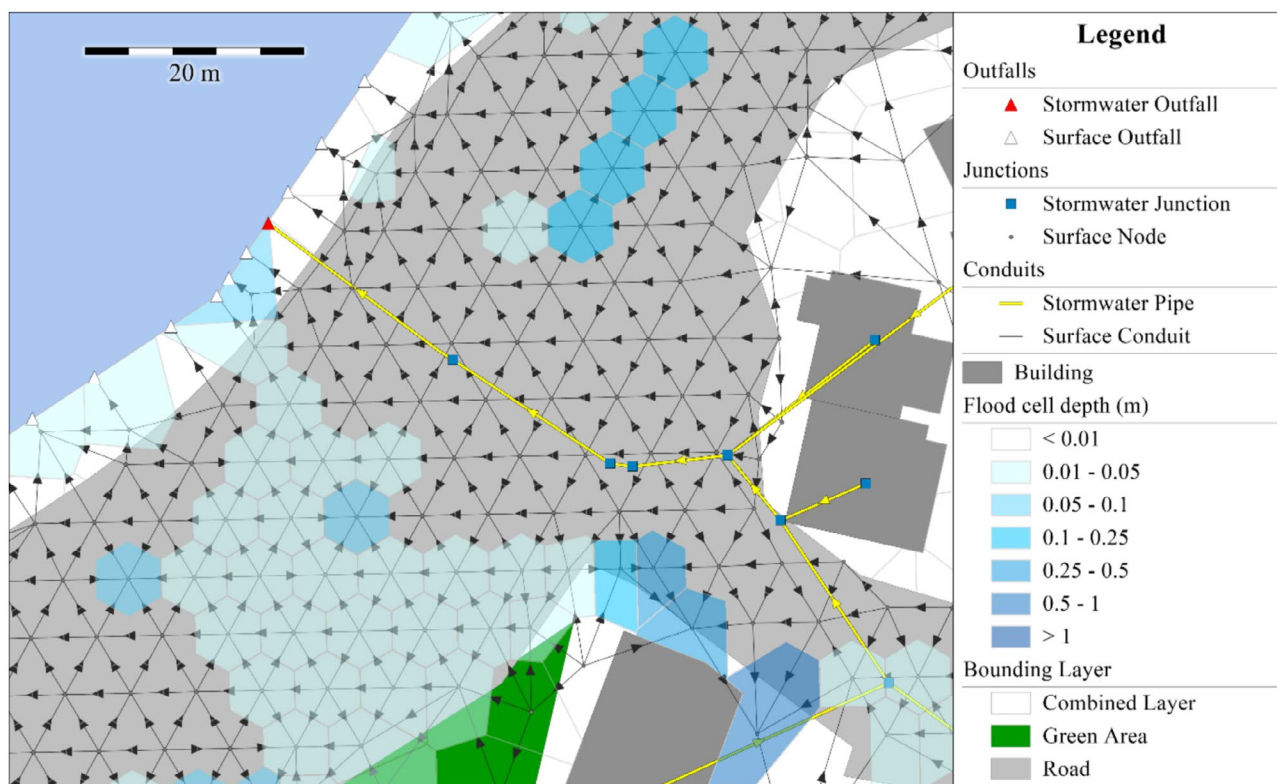 20 m
Legend
Outfalls
Stormwater Outfall
Surface Outfall
Junctions
Stormwater Junction
Surface Node
Conduits
Stormwater Pipe
Surface Conduit
Building
Flood cell depth (m)
< 0.01
0.01 - 0.05
0.05 - 0.1
0.1 - 0.25
0.25 - 0.5
0.5 - 1
> 1
Bounding Layer
Combined Layer
Green Area
Road